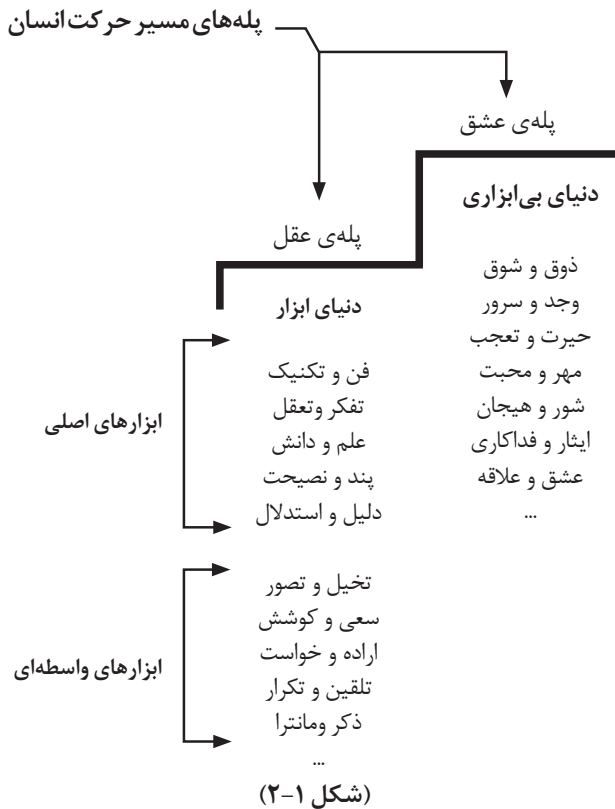 پله‌های مسیر حرکت انسان
پله‌ی عشق
دنیای بی‌ابزاری
ذوق و شوق
وجد و سرور
حیرت و تعجب
مهر و محبت
شور و هیجان
ایثار و فداکاری
عشق و علاقه
...
پله‌ی عقل
دنیای ابزار
ابزارهای اصلی
فن و تکنیک
تفکر وتعقل
علم و دانش
پند و نصیحت
دلیل و استدلال
ابزارهای واسطه‌ای
تخیل و تصور
سعی و کوشش
اراده و خواست
تلقین و تکرار
ذکر ومانترا
...
(شکل ۱-۲)